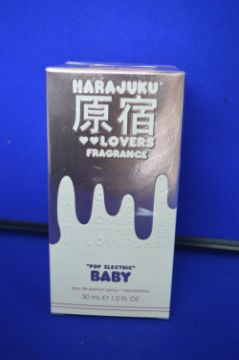 HARAJUKU
原宿
♥♥LOVERS
FRAGRANCE
"POP ELECTRIC"
BABY
eau de parfum spray / vaporisateur
30 mL e 1.0 FL OZ